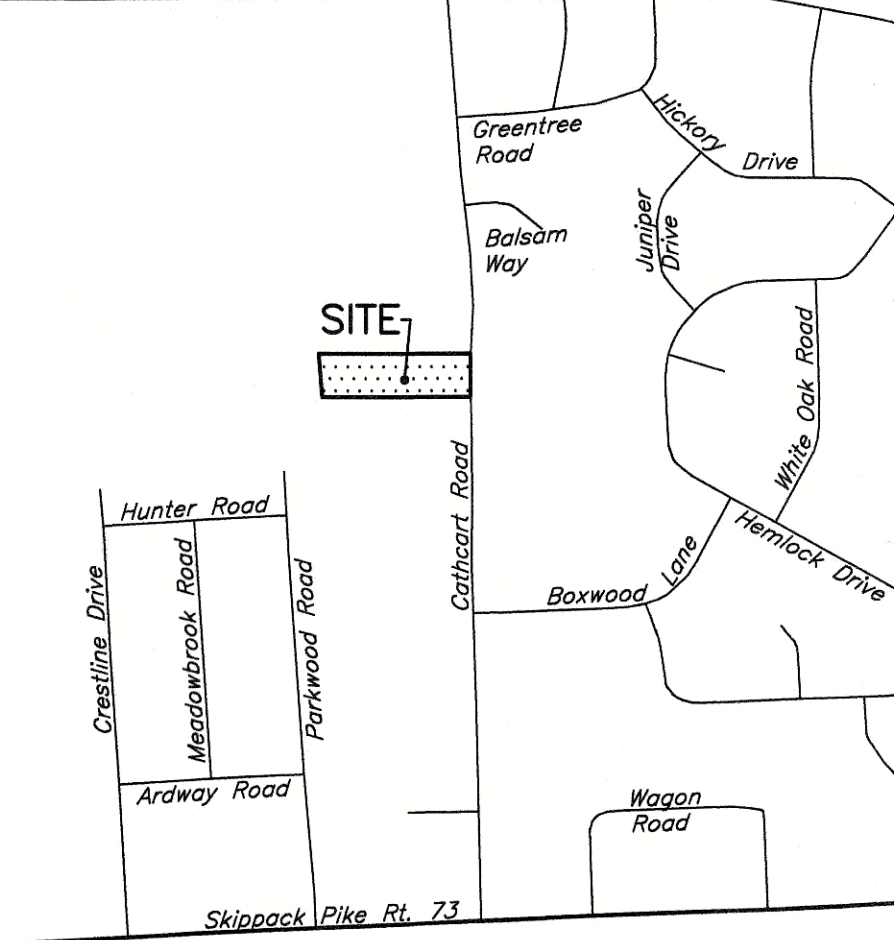 Greentree
Road
Hickory
Drive
Juniper
Drive
Balsam
Way
SITE
White Oak Road
Cathcart Road
Hunter Road
Hemlock Drive
Boxwood Lane
Crestline Drive
Meadowbrook Road
Parkwood Road
Ardway Road
Wagon
Road
Skippack Pike Rt. 73